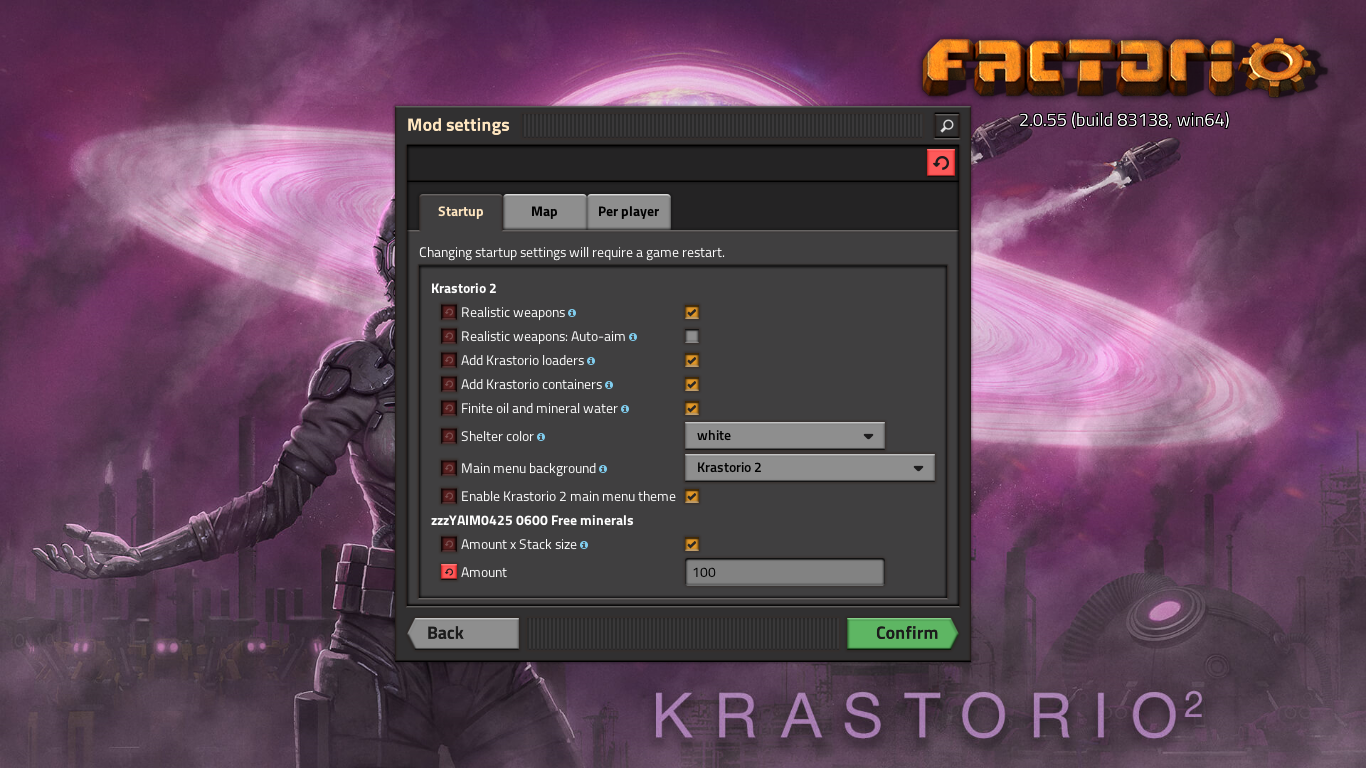 FACTORIO
2.0.55 (build 83138, win64)
Mod settings
Startup
Map
Per player
Changing startup settings will require a game restart.
Krastorio 2
Realistic weapons
Realistic weapons: Auto-aim
Add Krastorio loaders
Add Krastorio containers
Finite oil and mineral water
Shelter color white
Main menu background Krastorio 2
Enable Krastorio 2 main menu theme
zzzYAIM0425 0600 Free minerals
Amount x Stack size
Amount 100
Back
Confirm
KRASTORIO²